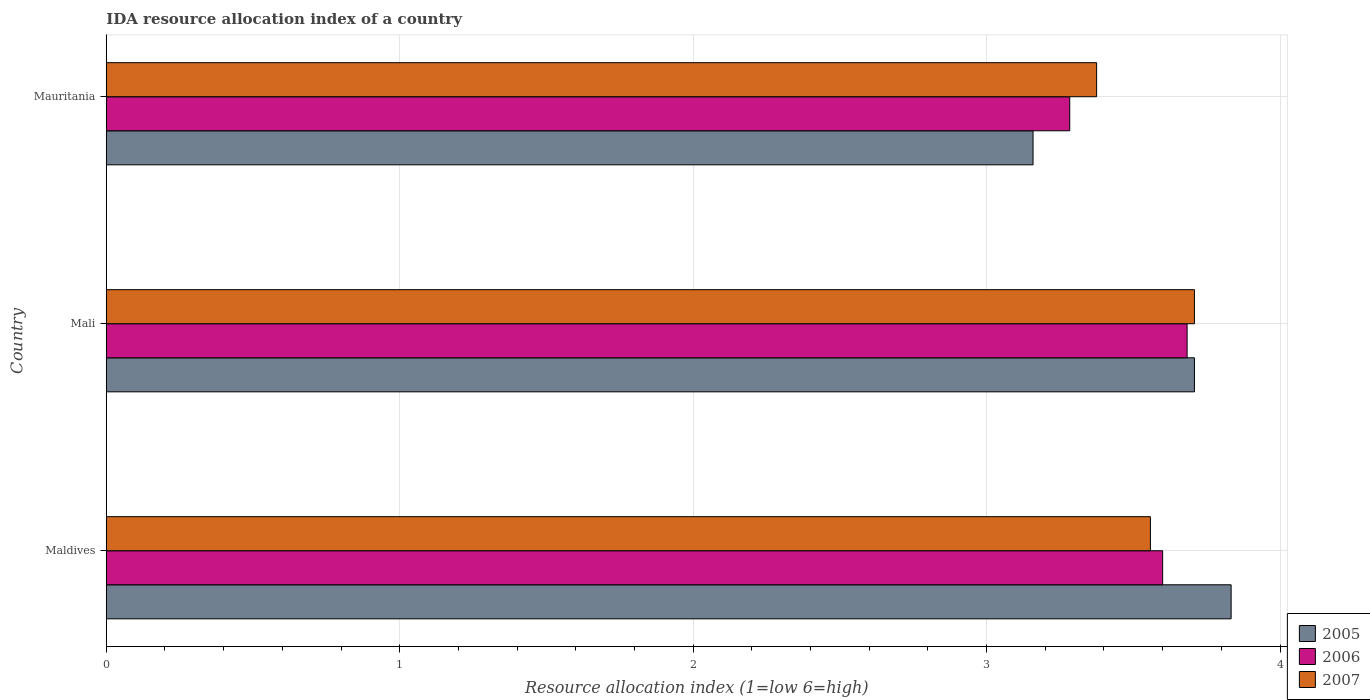 IDA resource allocation index of a country
Mauritania
Mali
Maldives
Country
0
1
2
3
4
Resource allocation index (1=low 6=high)
2005
2006
2007